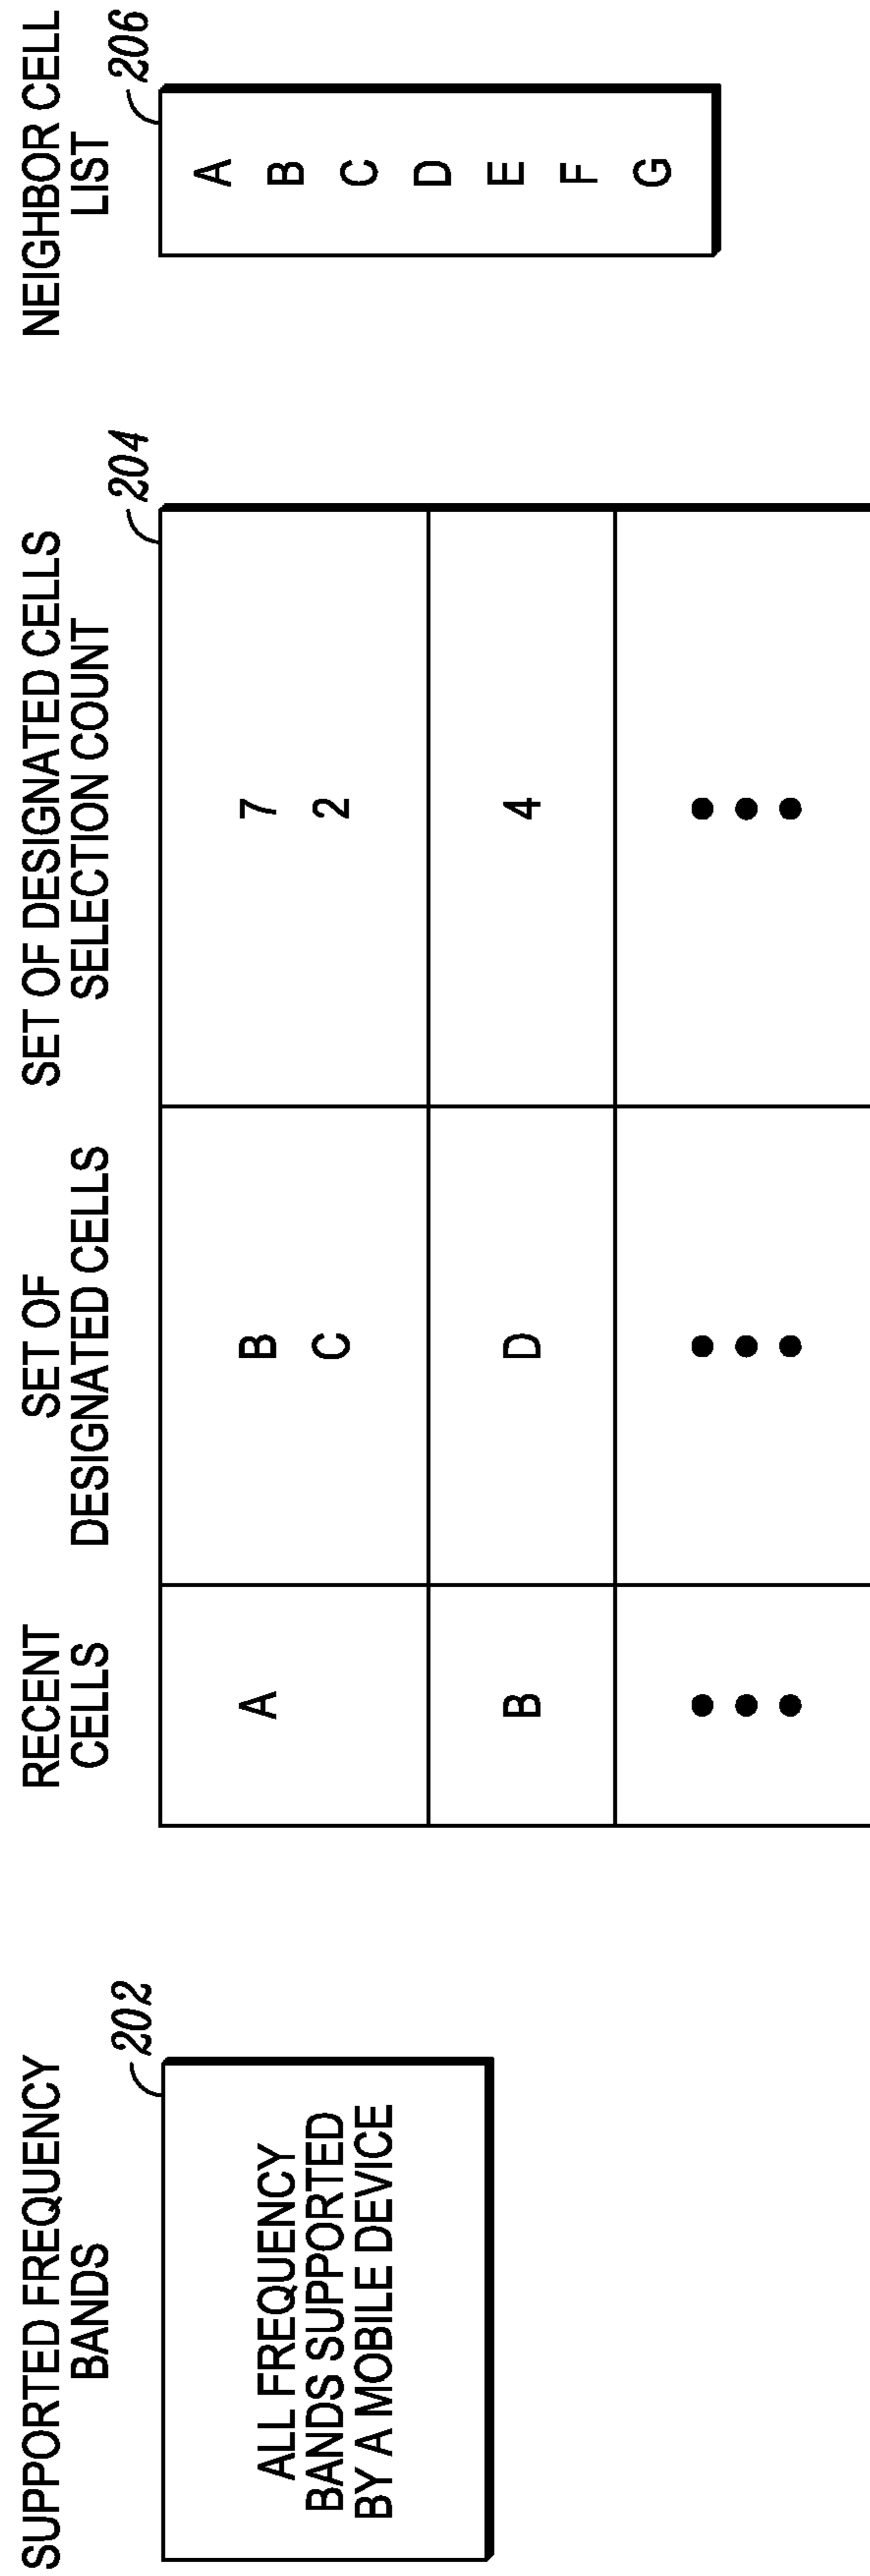 SUPPORTED FREQUENCY
BANDS
202
ALL FREQUENCY
BANDS SUPPORTED
BY A MOBILE DEVICE
RECENT
CELLS
SET OF
DESIGNATED CELLS
SET OF DESIGNATED CELLS
SELECTION COUNT
204
A
B
7
C
2
B
D
4
NEIGHBOR CELL
LIST
206
A
B
C
D
E
F
G